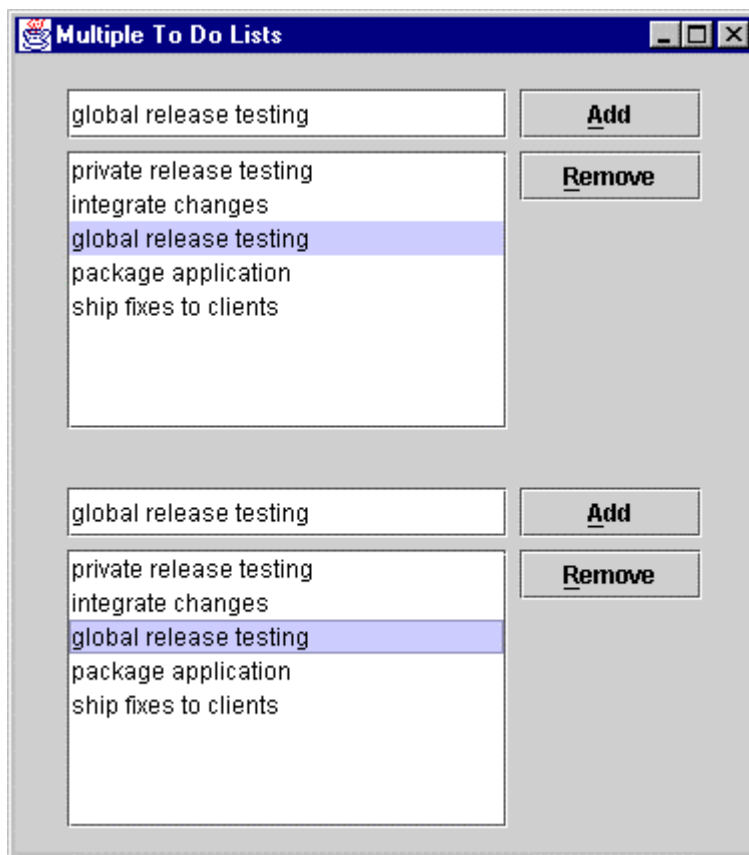 Multiple To Do Lists
global release testing
Add
private release testing
Remove
integrate changes
global release testing
package application
ship fixes to clients
global release testing
Add
private release testing
Remove
integrate changes
global release testing
package application
ship fixes to clients